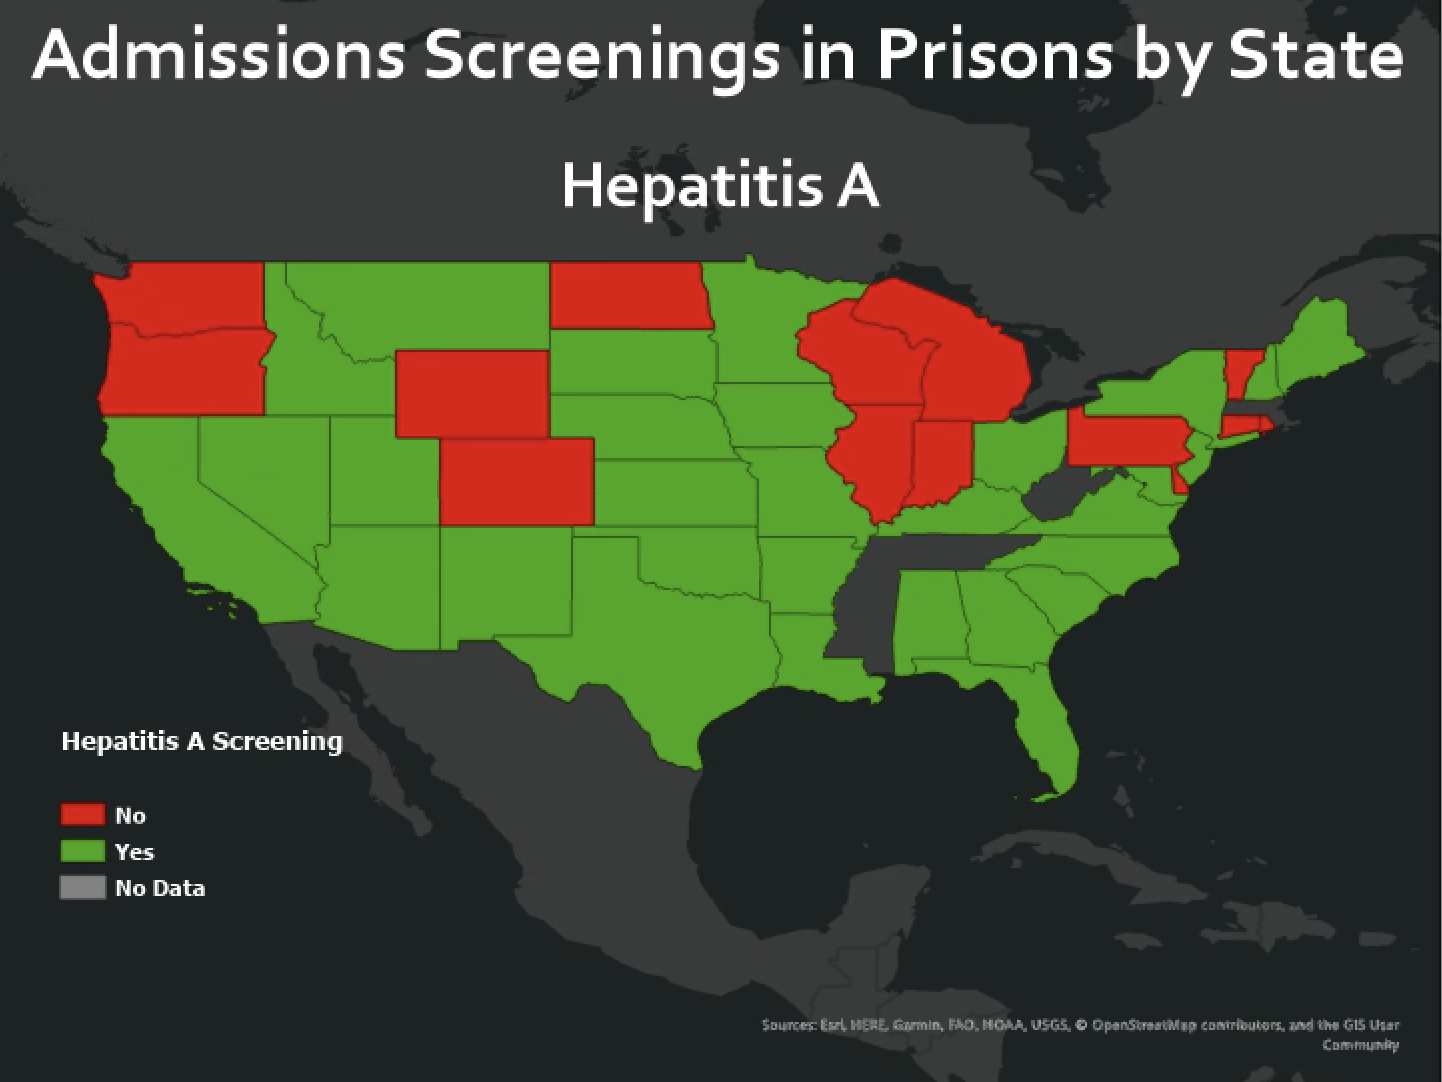 Admissions Screenings in Prisons by State
Hepatitis A
Hepatitis A Screening
No
Yes
No Data
Sources: Esri, HERE, Garmin, FAO, NOAA, USGS, © OpenStreetMap contributors, and the GIS User
Community